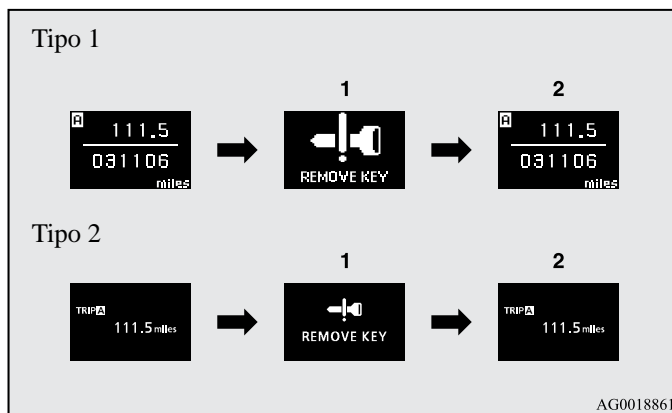 Tipo 1
1
2
A
111.5
031106
miles
REMOVE KEY
A
111.5
031106
miles
Tipo 2
1
2
TRIP A
111.5 miles
REMOVE KEY
TRIP A
111.5 miles
AG0018861